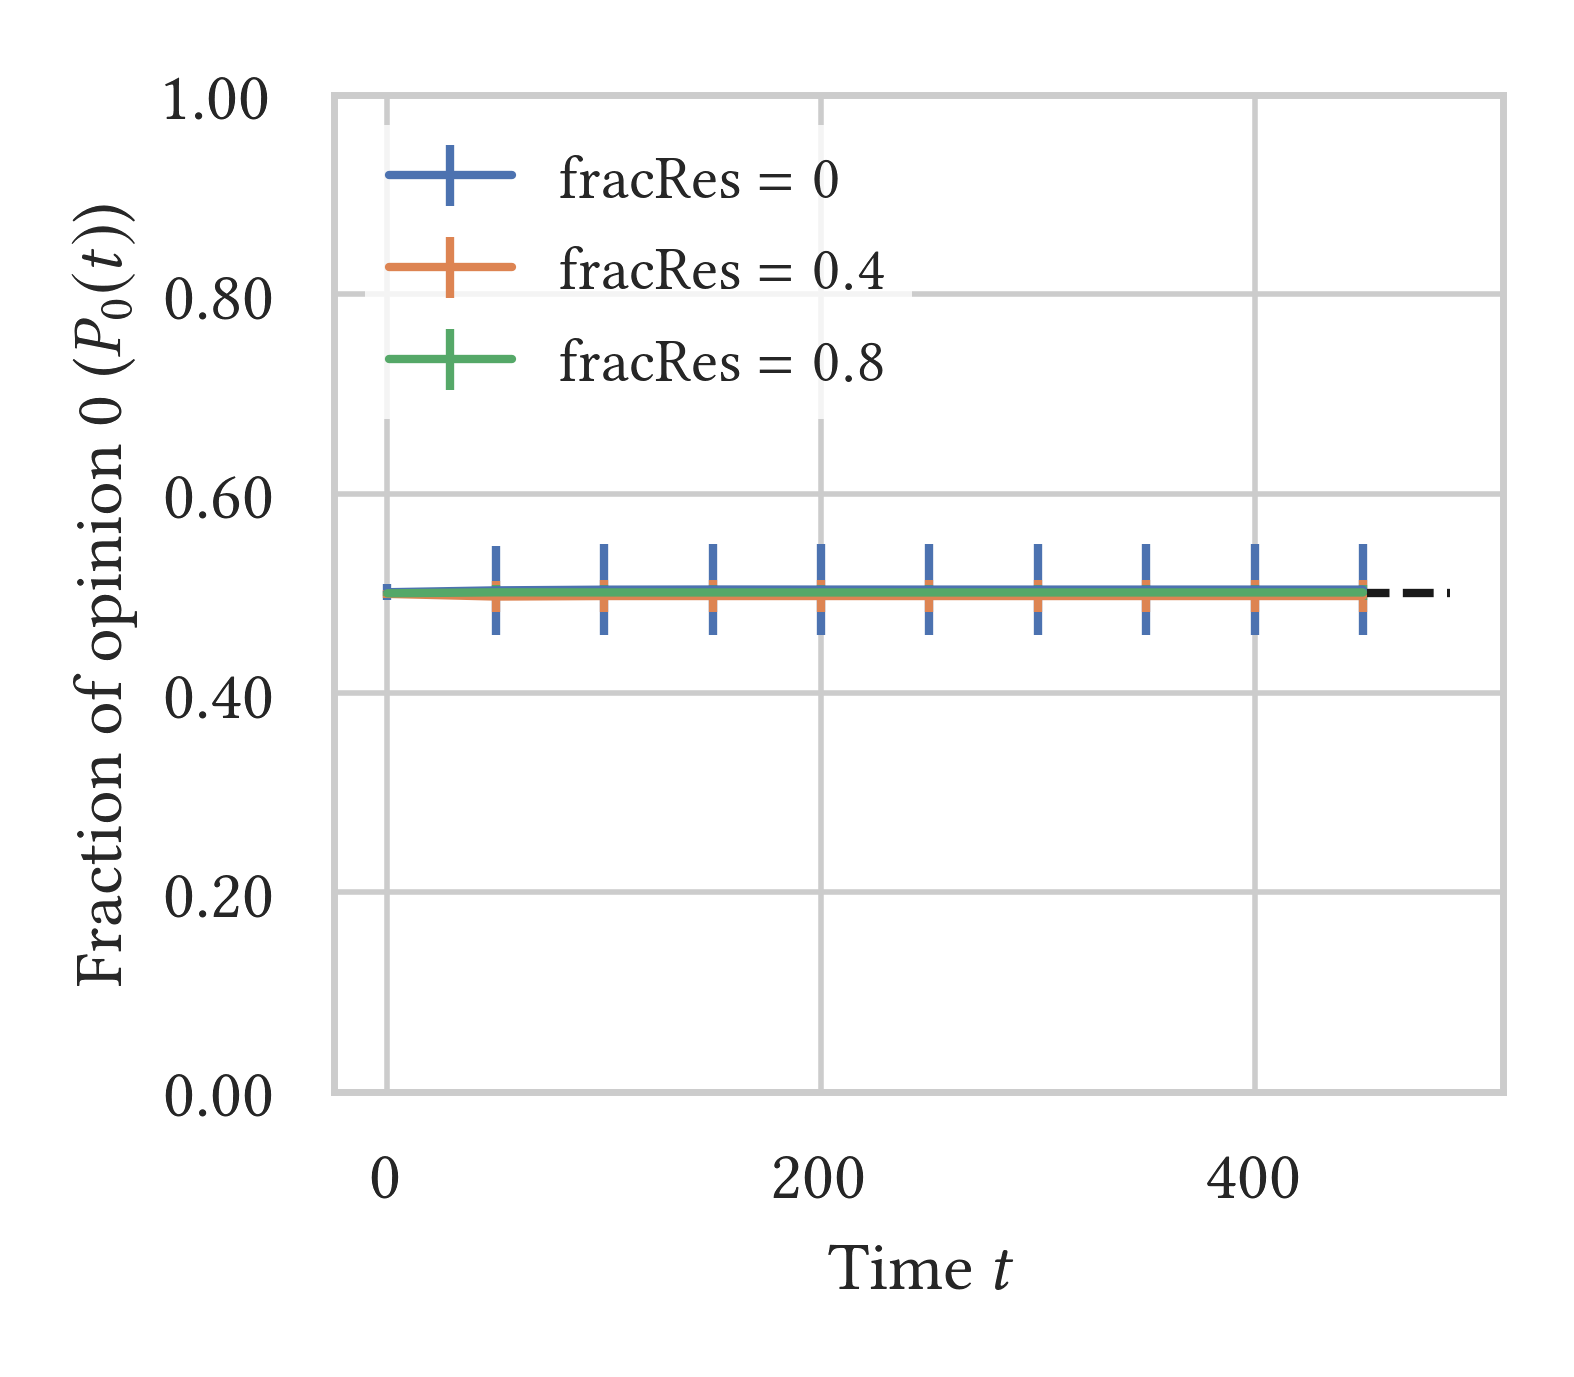 1.00
0.80
0.60
0.40
0.20
0.00
Fraction of opinion 0 (P₀(t))
fracRes = 0
fracRes = 0.4
fracRes = 0.8
0 200 400
Time t